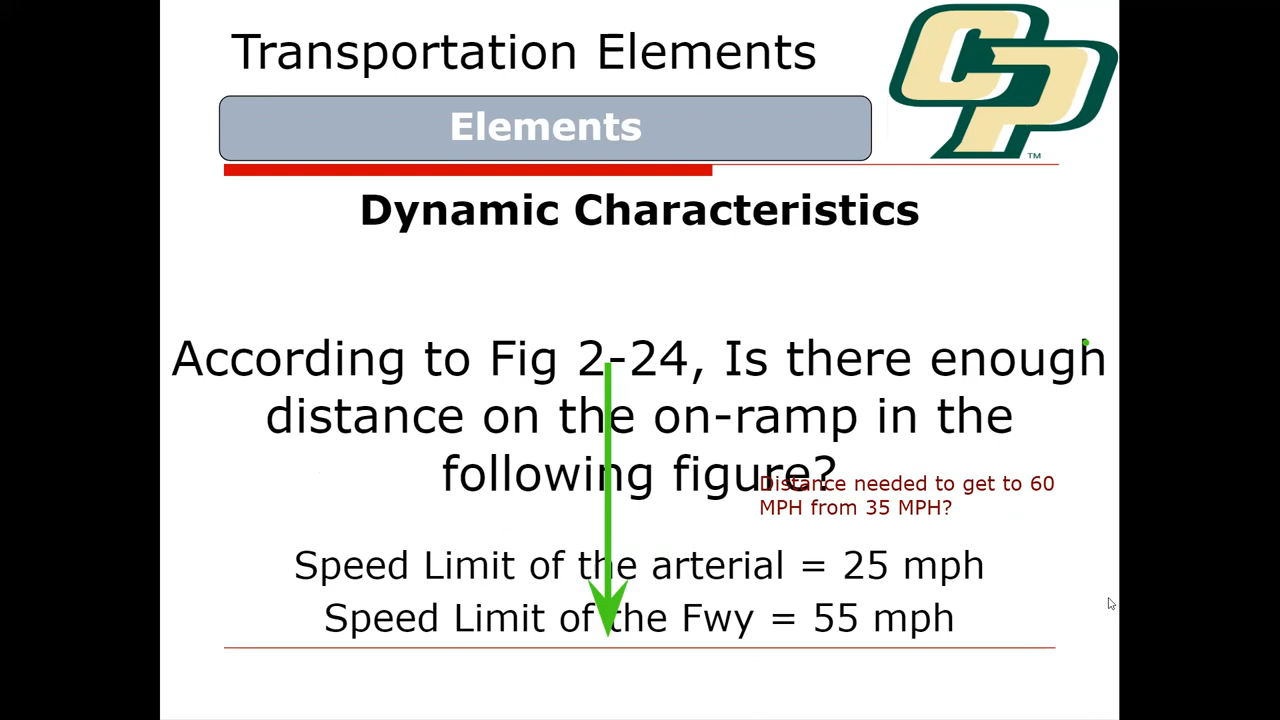 Transportation Elements
CP
TM
Elements
Dynamic Characteristics
According to Fig 2-24, Is there enough
distance on the on-ramp in the
following figure?
Distance needed to get to 60
MPH from 35 MPH?
Speed Limit of the arterial = 25 mph
Speed Limit of the Fwy = 55 mph